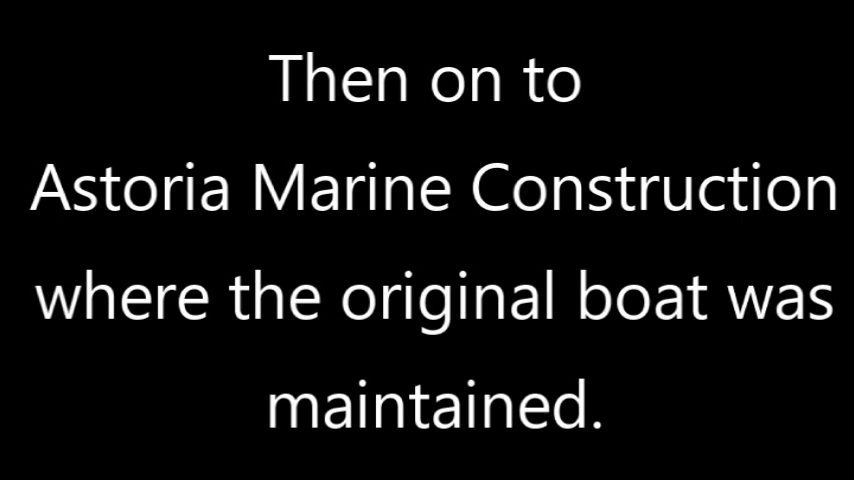 Then on to
Astoria Marine Construction
where the original boat was
maintained.